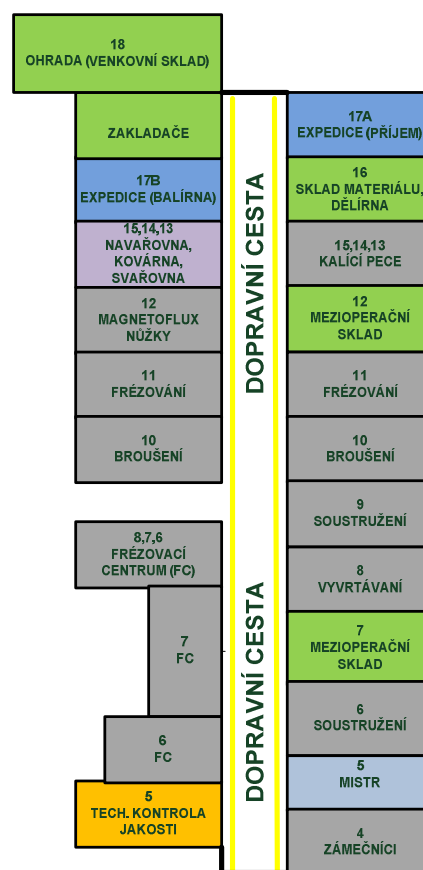 18
OHRADA (VENKOVNÍ SKLAD)
ZAKLADAČE
17B
EXPEDICE (BALÍRNA)
15,14,13
NAVAŘOVNA,
KOVÁRNA,
SVAŘOVNA
12
MAGNETOFLUX
NŮŽKY
11
FRÉZOVÁNÍ
10
BROUŠENÍ
8,7,6
FRÉZOVACÍ
CENTRUM (FC)
7
FC
6
FC
5
TECH. KONTROLA
JAKOSTI
DOPRAVNÍ CESTA
DOPRAVNÍ CESTA
17A
EXPEDICE (PŘÍJEM)
16
SKLAD MATERIÁLU,
DĚLÍRNA
15,14,13
KALÍCÍ PECE
12
MEZIOPERAČNÍ
SKLAD
11
FRÉZOVÁNÍ
10
BROUŠENÍ
9
SOUSTRUŽENÍ
8
VYVRTÁVANÍ
7
MEZIOPERAČNÍ
SKLAD
6
SOUSTRUŽENÍ
5
MISTR
4
ZÁMEČNÍCI